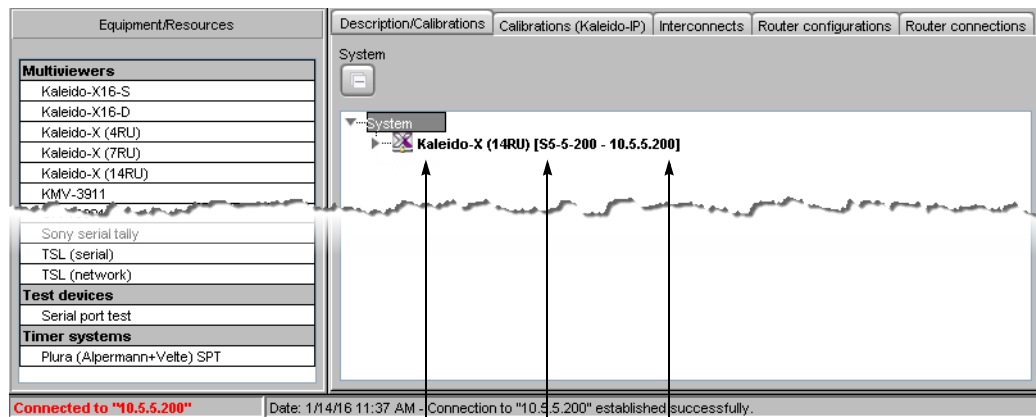 Equipment/Resources
Multiviewers
Kaleido-X16-S
Kaleido-X16-D
Kaleido-X (4RU)
Kaleido-X (7RU)
Kaleido-X (14RU)
KMV-3911
Sony serial tally
TSL (serial)
TSL (network)
Test devices
Serial port test
Timer systems
Plura (Alpermann+Velte) SPT
Description/Calibrations
Calibrations (Kaleido-IP)
Interconnects
Router configurations
Router connections
System
System
Kaleido-X (14RU) [S5-5-200 - 10.5.5.200]
Connected to "10.5.5.200"
Date: 1/14/16 11:37 AM - Connection to "10.5.5.200" established successfully.